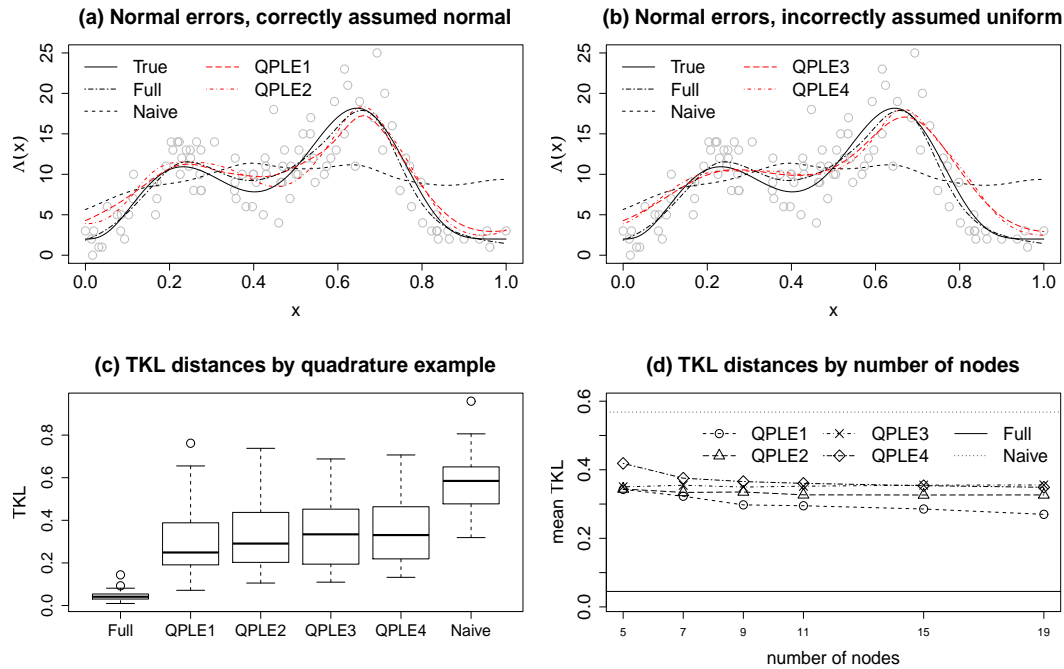 (a) Normal errors, correctly assumed normal
True
Full
Naive
QPLE1
QPLE2
Λ(x)
0 5 10 15 20 25
0.0 0.2 0.4 0.6 0.8 1.0
x
(b) Normal errors, incorrectly assumed uniform
True
Full
Naive
QPLE3
QPLE4
Λ(x)
0 5 10 15 20 25
0.0 0.2 0.4 0.6 0.8 1.0
x
(c) TKL distances by quadrature example
TKL
0.0 0.2 0.4 0.6 0.8
Full QPLE1 QPLE2 QPLE3 QPLE4 Naive
(d) TKL distances by number of nodes
QPLE1
QPLE2
QPLE3
QPLE4
Full
Naive
mean TKL
0.0 0.2 0.4 0.6
5 7 9 11 15 19
number of nodes